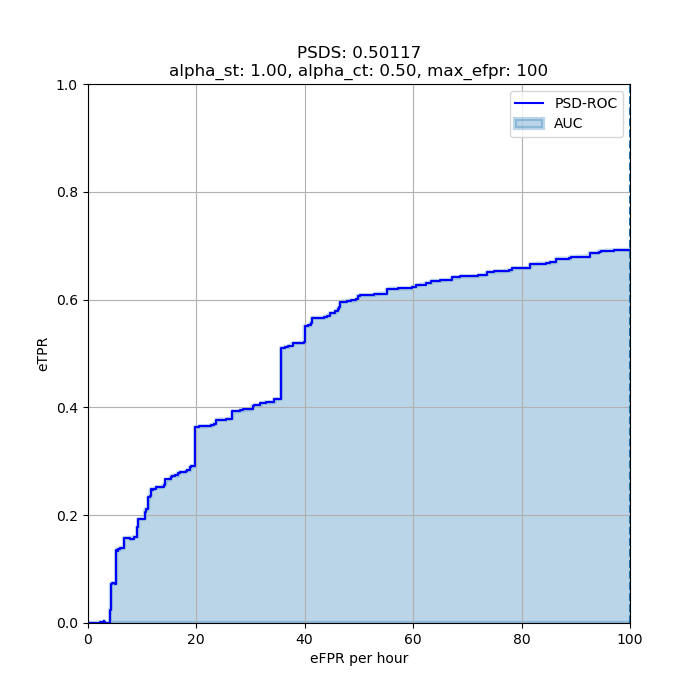 PSDS: 0.50117
alpha_st: 1.00, alpha_ct: 0.50, max_efpr: 100
PSD-ROC
AUC
1.0
0.8
0.6
0.4
0.2
0.0
eTPR
0 20 40 60 80 100
eFPR per hour